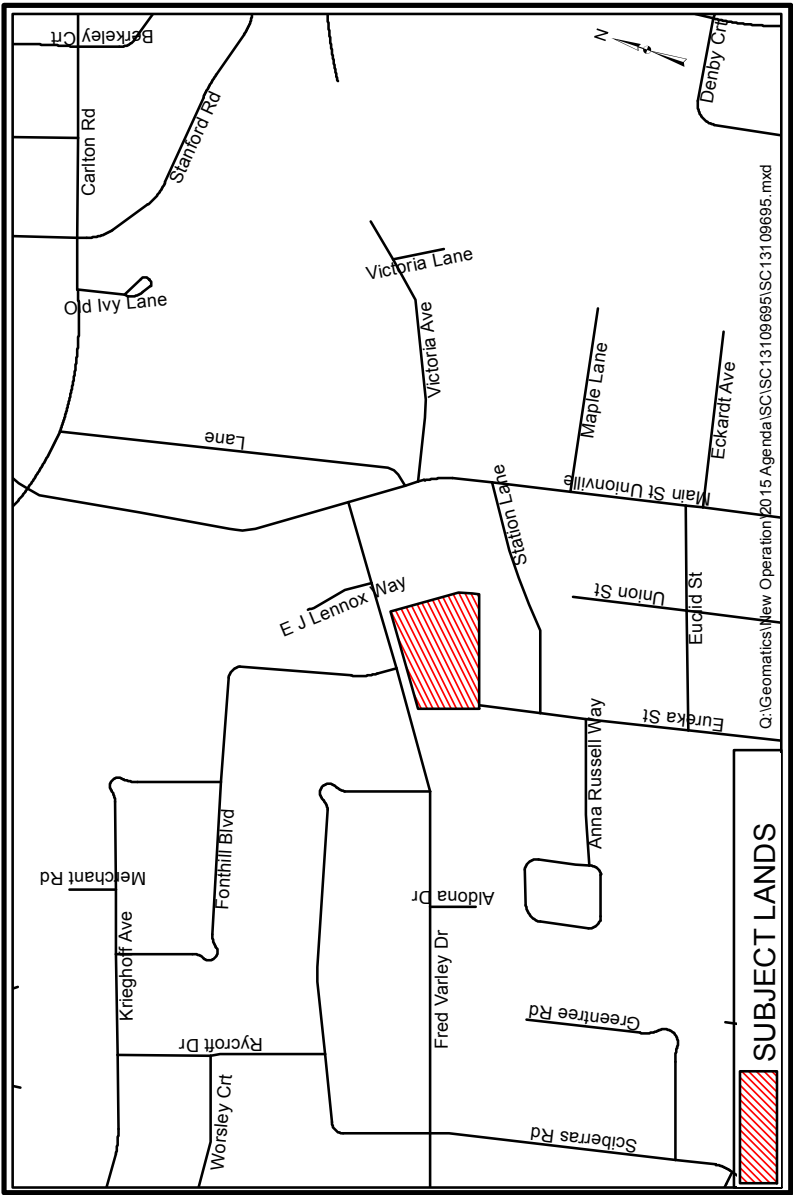 Berkeley Crt
Carlton Rd
Stanford Rd
N
Denby Crt
Old Ivy Lane
Victoria Lane
Victoria Ave
Lane
Maple Lane
Eckardt Ave
Main St Unionville
Station Lane
E J Lennox Way
Union St
Euclid St
Eureka St
Anna Russell Way
Merchant Rd
Krieghoff Ave
Fonthill Blvd
Aldona Dr
Fred Varley Dr
Rycroft Dr
Worsley Crt
Greentree Rd
Sciberras Rd
Q:\Geomatics\New Operation\2015 Agenda\SC\SC13109695\SC13109695.mxd
SUBJECT LANDS